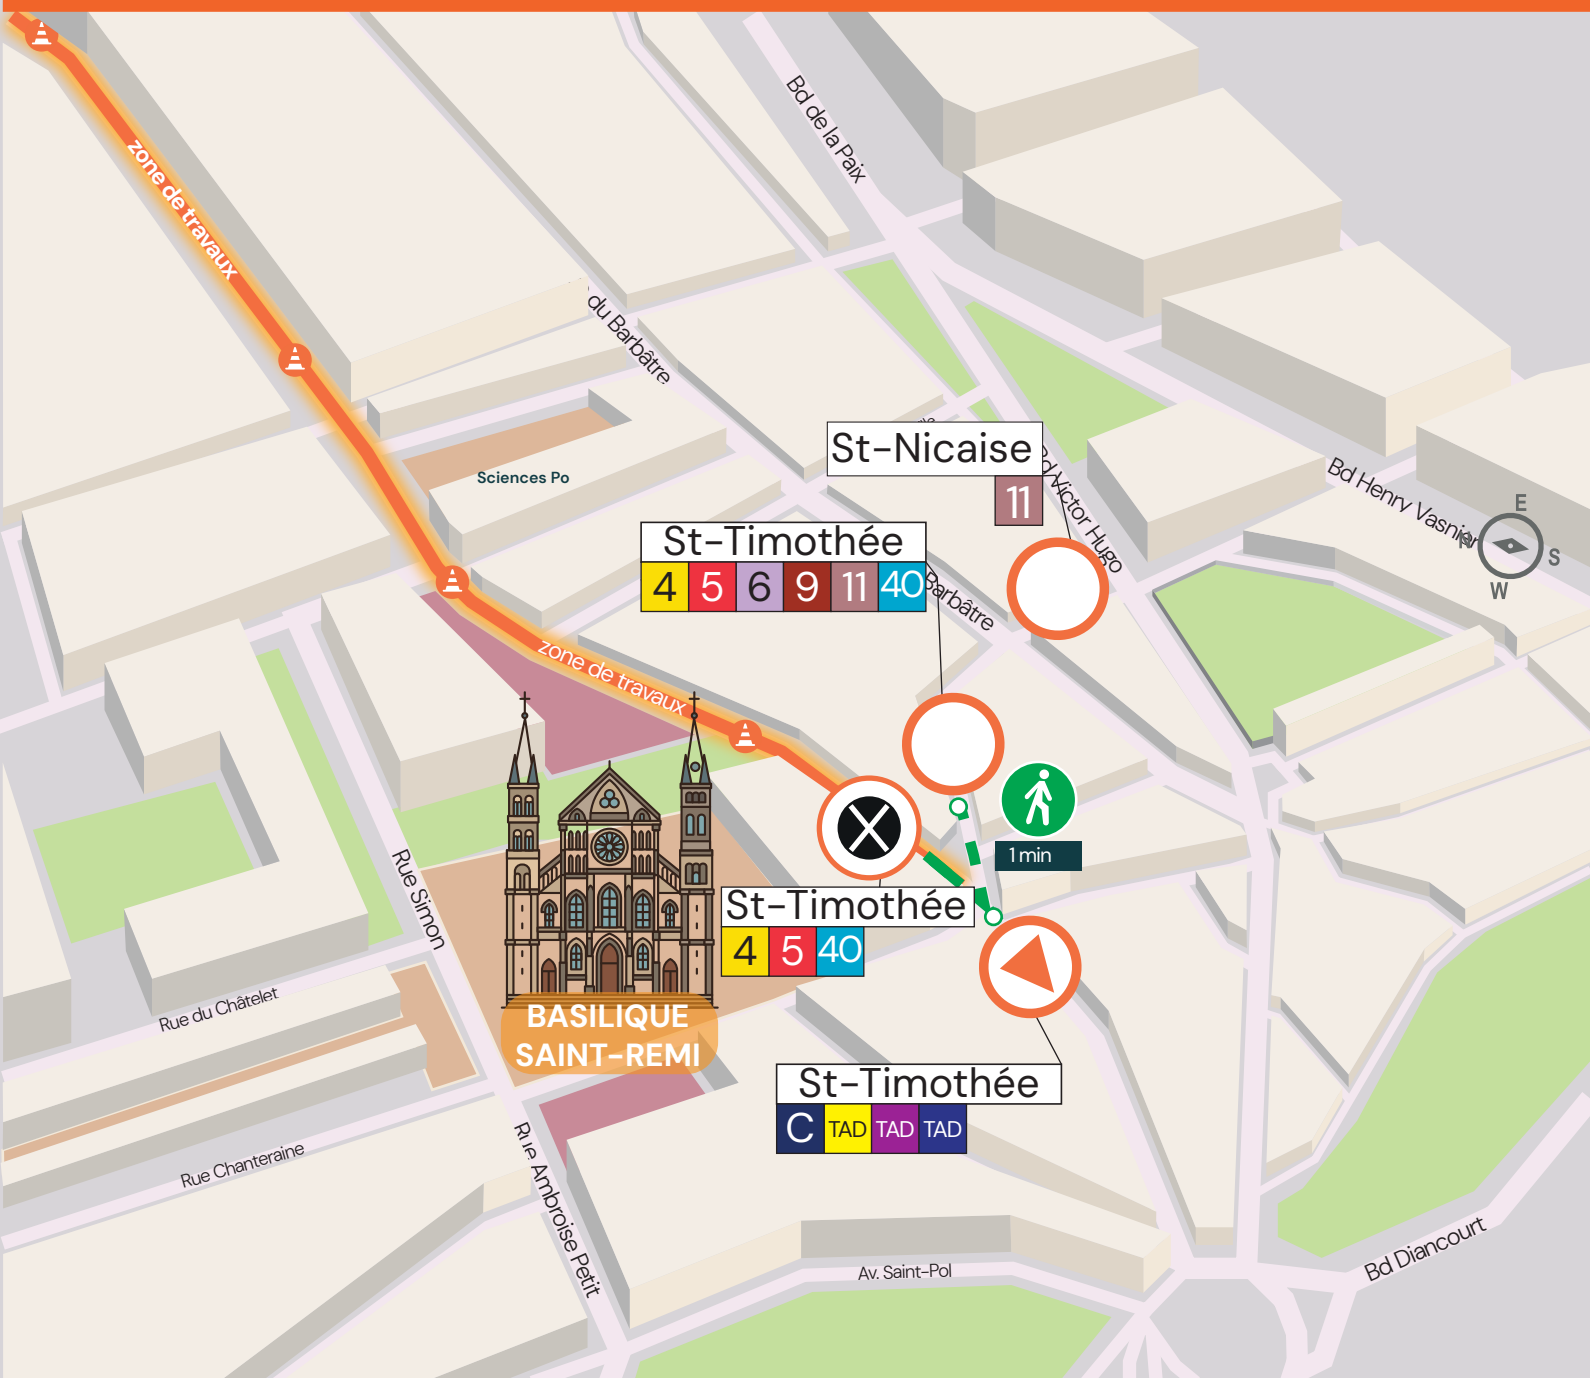 Bd de la Paix
zone de travaux
du Barbâtre
St-Nicaise
11
Bd Victor Hugo
Bd Henry Vasnier
Sciences Po
E
S
W
St-Timothée
4 5 6 9 11 40
Barbâtre
zone de travaux
1 min
Rue Simon
St-Timothée
4 5 40
Rue du Châtelet
BASILIQUE
SAINT-REMI
St-Timothée
C TAD TAD TAD
Rue Chanteraine
Rue Ambroise Petit
Av. Saint-Pol
Bd Diancourt